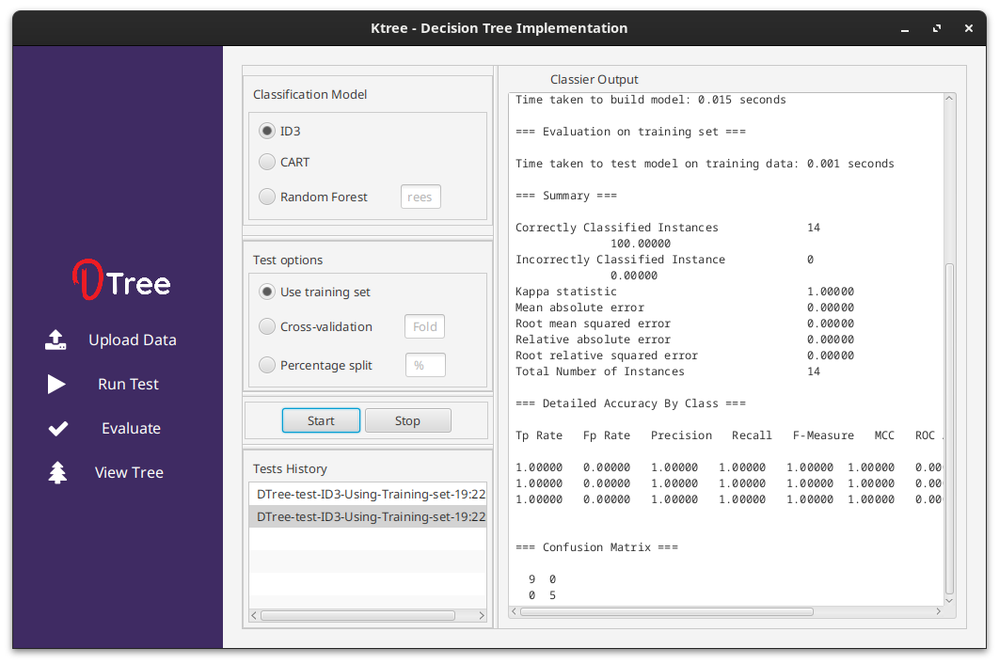 Ktree - Decision Tree Implementation
DTree
Upload Data
Run Test
Evaluate
View Tree
Classification Model
ID3
CART
Random Forest rees
Test options
Use training set
Cross-validation Fold
Percentage split %
Start Stop
Tests History
DTree-test-ID3-Using-Training-set-19:22
DTree-test-ID3-Using-Training-set-19:22
Classier Output
Time taken to build model: 0.015 seconds
=== Evaluation on training set ===
Time taken to test model on training data: 0.001 seconds
=== Summary ===
Correctly Classified Instances 14
100.00000
Incorrectly Classified Instance 0
0.00000
Kappa statistic 1.00000
Mean absolute error 0.00000
Root mean squared error 0.00000
Relative absolute error 0.00000
Root relative squared error 0.00000
Total Number of Instances 14
=== Detailed Accuracy By Class ===
Tp Rate Fp Rate Precision Recall F-Measure MCC ROC
1.00000 0.00000 1.00000 1.00000 1.00000 1.00000 0.00
1.00000 0.00000 1.00000 1.00000 1.00000 1.00000 0.00
1.00000 0.00000 1.00000 1.00000 1.00000 1.00000 0.00
=== Confusion Matrix ===
9 0
0 5